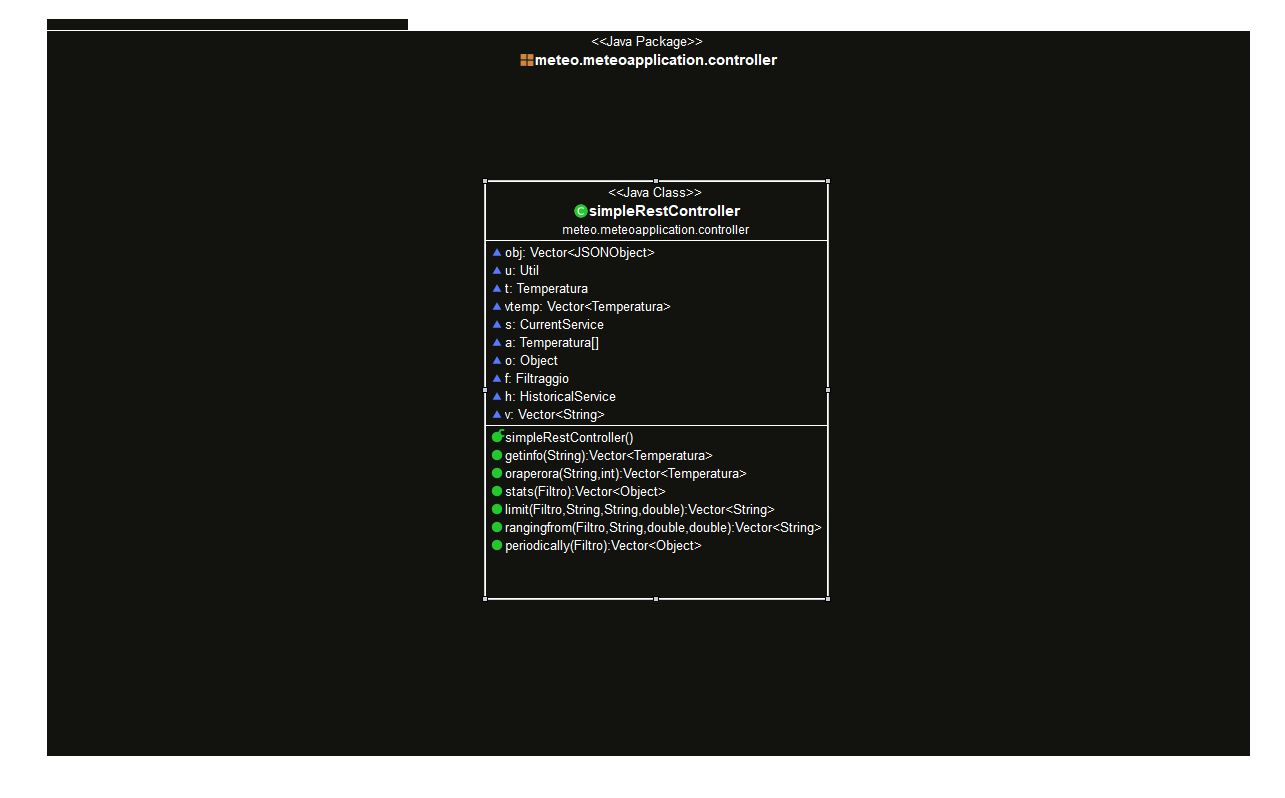 <<Java Package>>
meteo.meteoapplication.controller
<<Java Class>>
simpleRestController
meteo.meteoapplication.controller
obj: Vector<JSONObject>
u: Util
t: Temperatura
vtemp: Vector<Temperatura>
s: CurrentService
a: Temperatura[]
o: Object
f: Filtraggio
h: HistoricalService
v: Vector<String>
simpleRestController()
getinfo(String):Vector<Temperatura>
oraperora(String,int):Vector<Temperatura>
stats(Filtro):Vector<Object>
limit(Filtro,String,String,double):Vector<String>
rangingfrom(Filtro,String,double,double):Vector<String>
periodically(Filtro):Vector<Object>